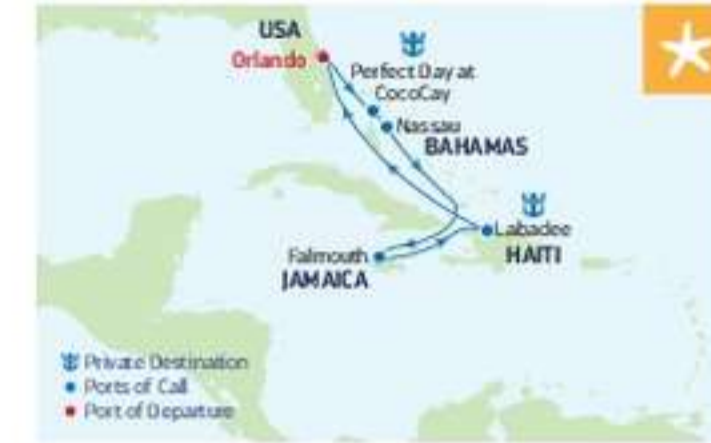 USA
Orlando
Perfect Day at
CocoCay
Nassau
BAHAMAS
Labadee
HAITI
Falmouth
JAMAICA
Private Destination
Ports of Call
Port of Departure